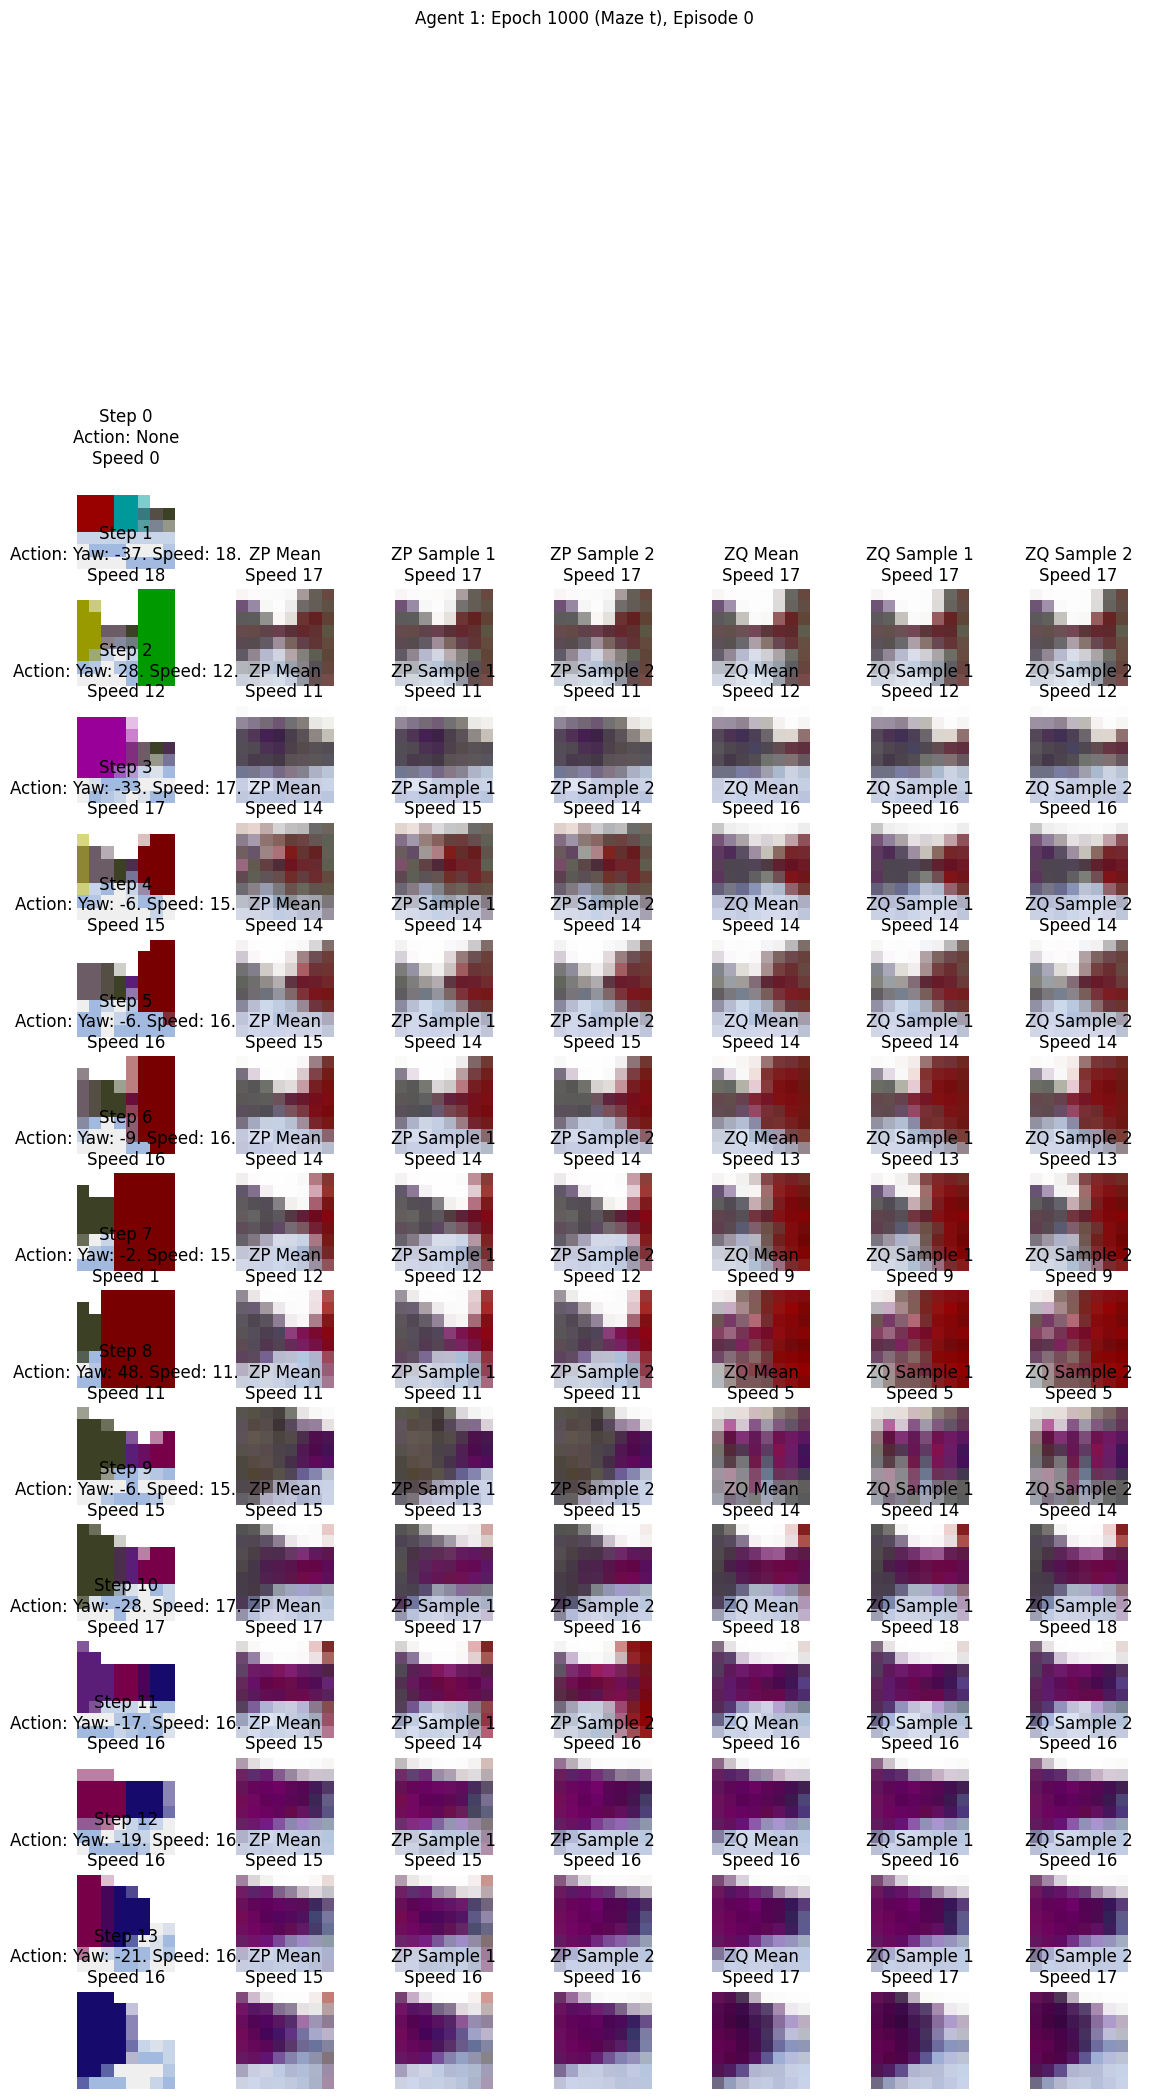 Agent 1: Epoch 1000 (Maze t), Episode 0
Step 0
Action: None
Speed 0
Step 1
Action: Yaw: -37. Speed: 18. ZP Mean ZP Sample 1 ZP Sample 2 ZQ Mean ZQ Sample 1 ZQ Sample 2
Speed 18 Speed 17 Speed 17 Speed 17 Speed 17 Speed 17 Speed 17
Step 2
Action: Yaw: 28. Speed: 12. ZP Mean ZP Sample 1 ZP Sample 2 ZQ Mean ZQ Sample 1 ZQ Sample 2
Speed 12 Speed 11 Speed 11 Speed 11 Speed 12 Speed 12 Speed 12
Step 3
Action: Yaw: -33. Speed: 17. ZP Mean ZP Sample 1 ZP Sample 2 ZQ Mean ZQ Sample 1 ZQ Sample 2
Speed 17 Speed 14 Speed 15 Speed 14 Speed 16 Speed 16 Speed 16
Step 4
Action: Yaw: -6. Speed: 15. ZP Mean ZP Sample 1 ZP Sample 2 ZQ Mean ZQ Sample 1 ZQ Sample 2
Speed 15 Speed 14 Speed 14 Speed 14 Speed 14 Speed 14 Speed 14
Step 5
Action: Yaw: -6. Speed: 16. ZP Mean ZP Sample 1 ZP Sample 2 ZQ Mean ZQ Sample 1 ZQ Sample 2
Speed 16 Speed 15 Speed 14 Speed 15 Speed 14 Speed 14 Speed 14
Step 6
Action: Yaw: -9. Speed: 16. ZP Mean ZP Sample 1 ZP Sample 2 ZQ Mean ZQ Sample 1 ZQ Sample 2
Speed 16 Speed 14 Speed 14 Speed 14 Speed 13 Speed 13 Speed 13
Step 7
Action: Yaw: -2. Speed: 15. ZP Mean ZP Sample 1 ZP Sample 2 ZQ Mean ZQ Sample 1 ZQ Sample 2
Speed 1 Speed 12 Speed 12 Speed 12 Speed 9 Speed 9 Speed 9
Step 8
Action: Yaw: 48. Speed: 11. ZP Mean ZP Sample 1 ZP Sample 2 ZQ Mean ZQ Sample 1 ZQ Sample 2
Speed 11 Speed 11 Speed 11 Speed 11 Speed 5 Speed 5 Speed 5
Step 9
Action: Yaw: -6. Speed: 15. ZP Mean ZP Sample 1 ZP Sample 2 ZQ Mean ZQ Sample 1 ZQ Sample 2
Speed 15 Speed 15 Speed 13 Speed 15 Speed 14 Speed 14 Speed 14
Step 10
Action: Yaw: -28. Speed: 17. ZP Mean ZP Sample 1 ZP Sample 2 ZQ Mean ZQ Sample 1 ZQ Sample 2
Speed 17 Speed 17 Speed 17 Speed 16 Speed 18 Speed 18 Speed 18
Step 11
Action: Yaw: -17. Speed: 16. ZP Mean ZP Sample 1 ZP Sample 2 ZQ Mean ZQ Sample 1 ZQ Sample 2
Speed 16 Speed 15 Speed 14 Speed 16 Speed 16 Speed 16 Speed 16
Step 12
Action: Yaw: -19. Speed: 16. ZP Mean ZP Sample 1 ZP Sample 2 ZQ Mean ZQ Sample 1 ZQ Sample 2
Speed 16 Speed 15 Speed 15 Speed 16 Speed 16 Speed 16 Speed 16
Step 13
Action: Yaw: -21. Speed: 16. ZP Mean ZP Sample 1 ZP Sample 2 ZQ Mean ZQ Sample 1 ZQ Sample 2
Speed 16 Speed 15 Speed 16 Speed 16 Speed 17 Speed 17 Speed 17